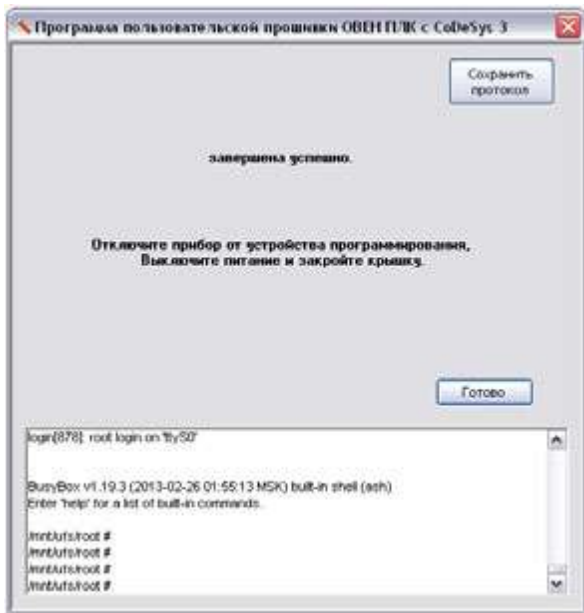 Программа пользовательской прошивки ОВЕН ПЛК с CoDeSys 3
Сохранить
протокол
завершена успешно.
Отключите прибор от устройства программирования,
Выключите питание и закройте крышку.
Готово
login[878]: root login on 'ttyS0'
BusyBox v1.19.3 (2013-02-26 01:55:13 MSK) built-in shell (ash)
Enter 'help' for a list of built-in commands.
/mnt/ufs/root #
/mnt/ufs/root #
/mnt/ufs/root #
/mnt/ufs/root #